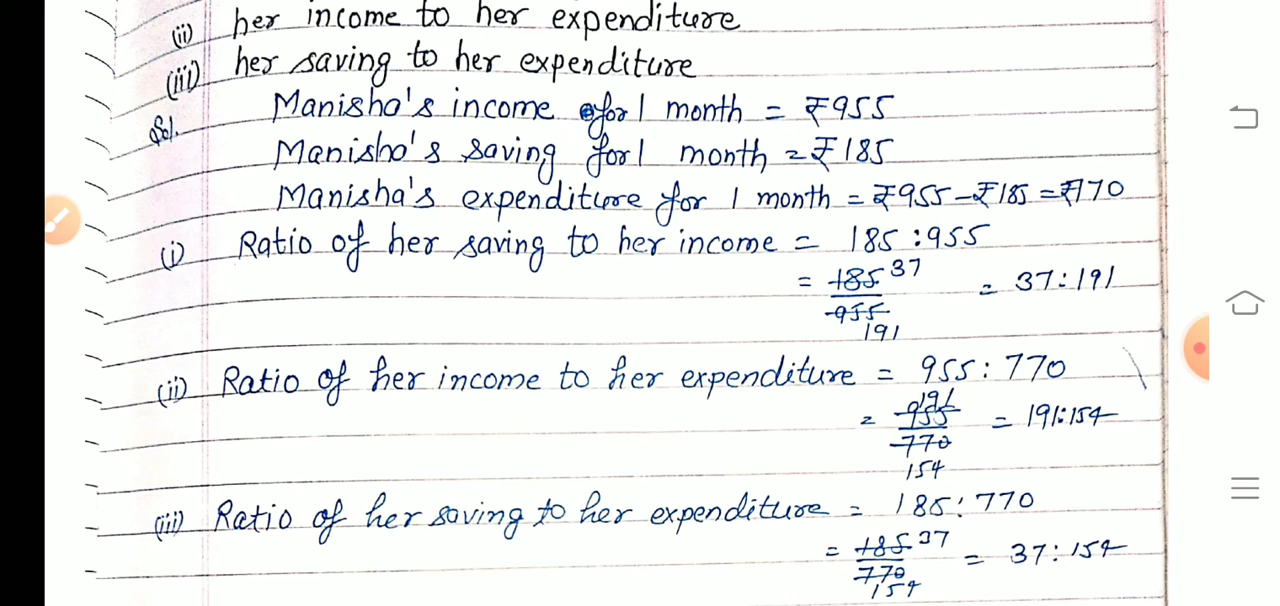 (ii) her income to her expenditure
(iii) her saving to her expenditure
Sol. Manisha's income for 1 month = ₹955
Manisha's saving for 1 month = ₹185
Manisha's expenditure for 1 month = ₹955 - ₹185 = ₹770
(i) Ratio of her saving to her income = 185 : 955
= 185 37 = 37 : 191
955
191
(ii) Ratio of her income to her expenditure = 955 : 770
191
= 955 = 191 : 154
770
154
(iii) Ratio of her saving to her expenditure = 185 : 770
= 185 37 = 37 : 154
770
154